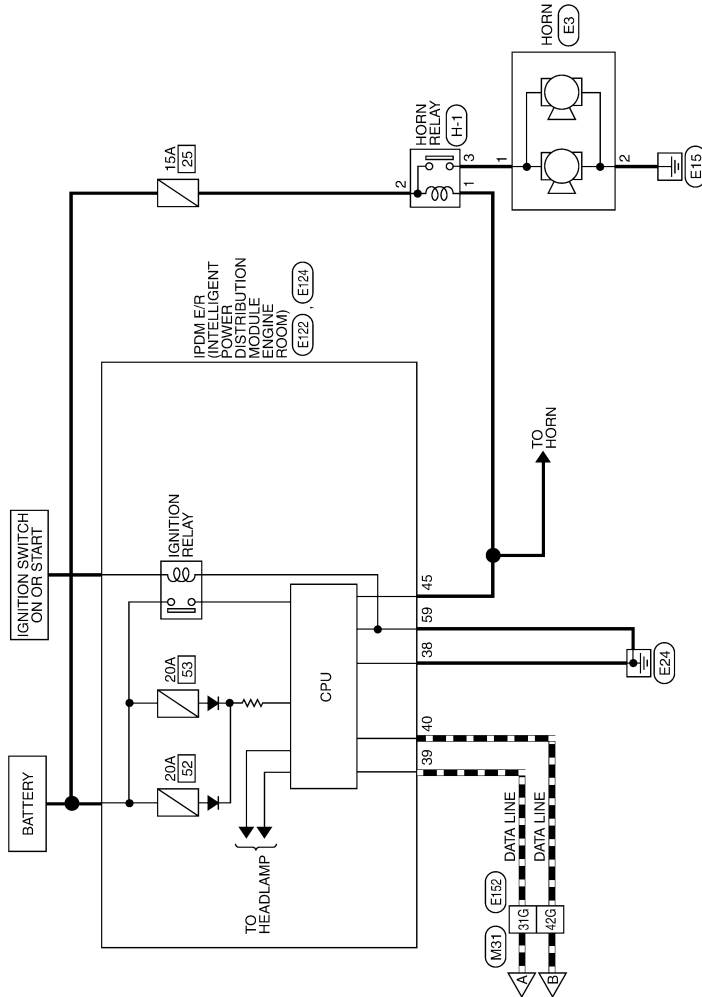 BATTERY
IGNITION SWITCH
ON OR START
15A
25
20A
52
20A
53
IGNITION
RELAY
IPDM E/R
(INTELLIGENT
POWER
DISTRIBUTION
MODULE
ENGINE
ROOM)
E122 , E124
TO
HEADLAMP
CPU
39
40
38
59
45
2
1
3
HORN
RELAY
H-1
HORN
E3
1
2
E15
TO
HORN
E24
DATA LINE
DATA LINE
M31
E152
31G
42G
A
B